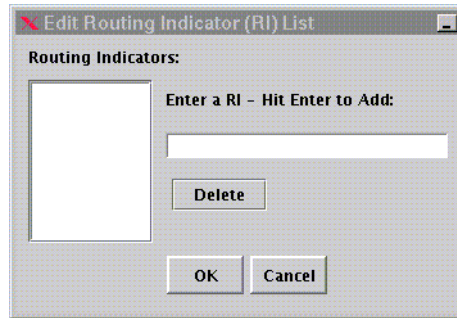 Edit Routing Indicator (RI) List
Routing Indicators:
Enter a RI - Hit Enter to Add:
Delete
OK
Cancel